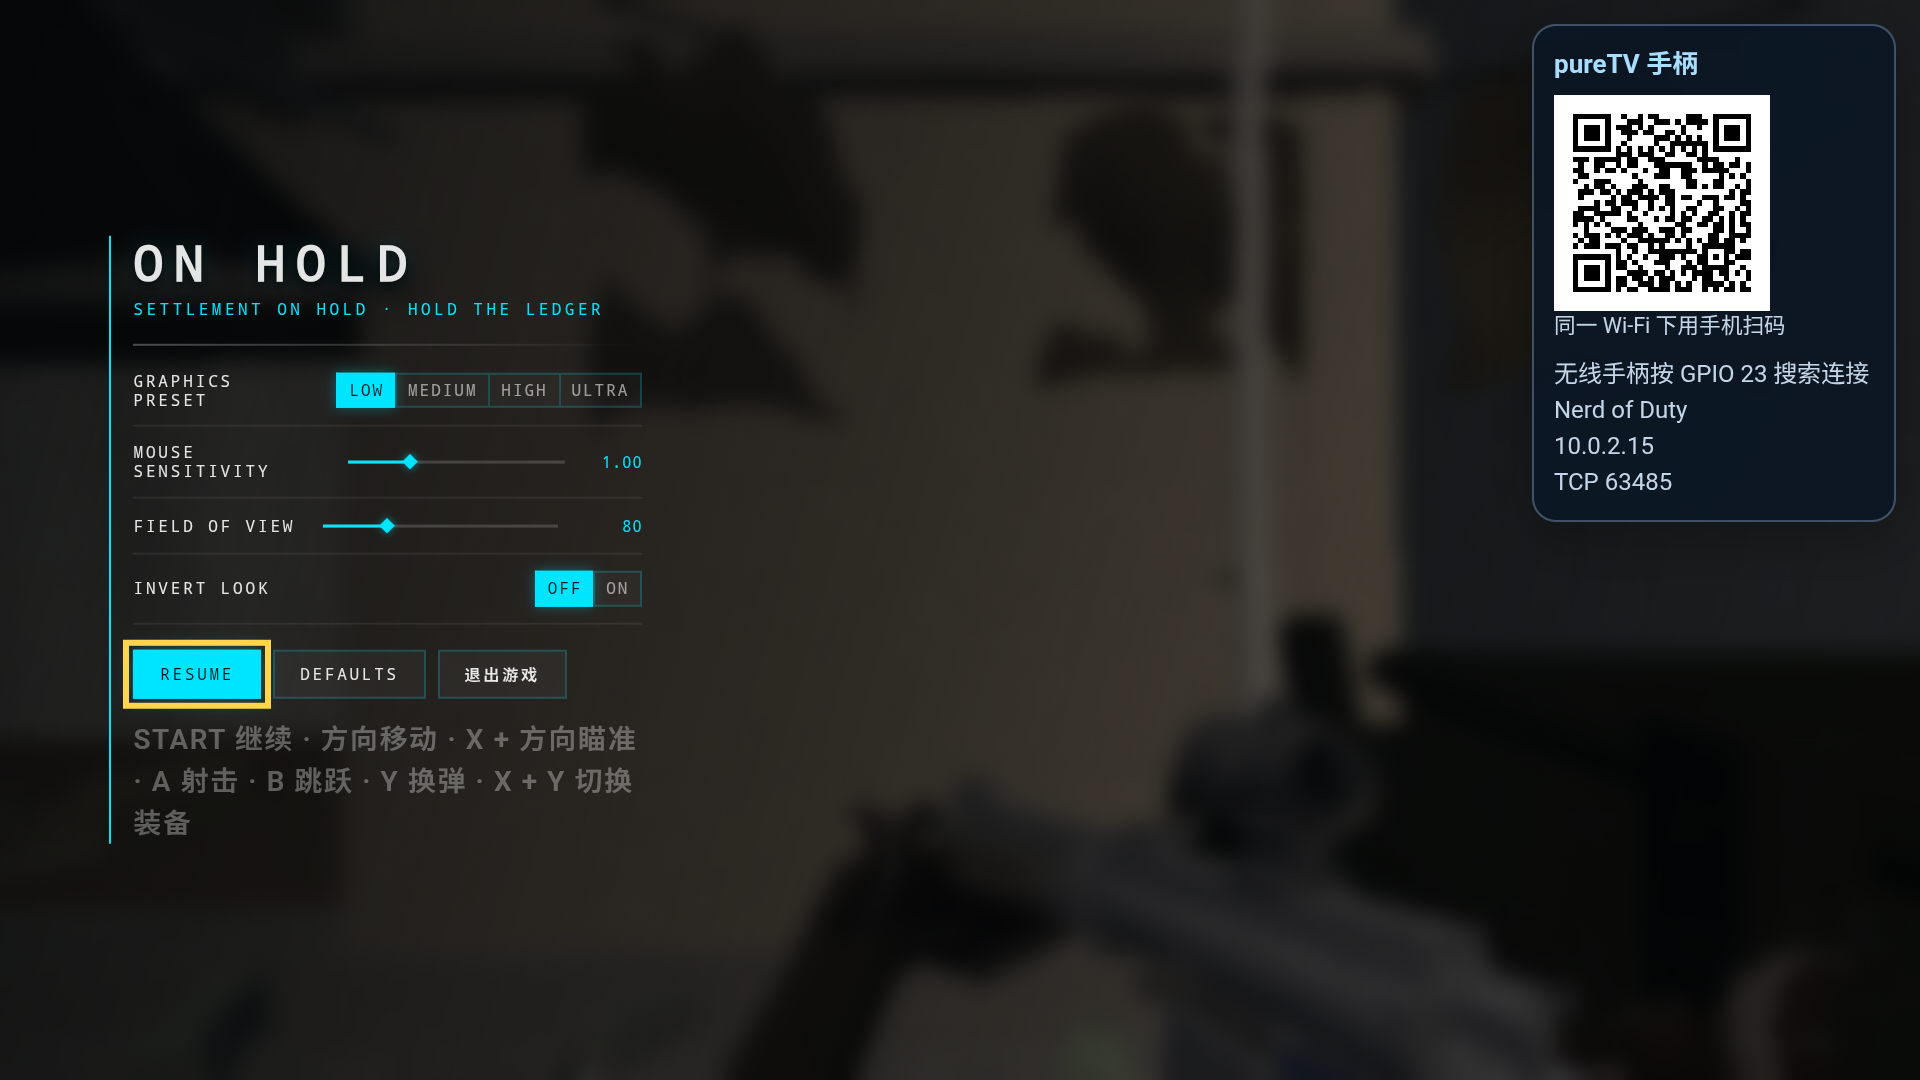 ON HOLD
SETTLEMENT ON HOLD · HOLD THE LEDGER
GRAPHICS
PRESET
LOW MEDIUM HIGH ULTRA
MOUSE
SENSITIVITY
1.00
FIELD OF VIEW
80
INVERT LOOK
OFF ON
RESUME DEFAULTS 退出游戏
START 继续 · 方向移动 · X + 方向瞄准
· A 射击 · B 跳跃 · Y 换弹 · X + Y 切换
装备
pureTV 手柄
同一 Wi-Fi 下用手机扫码
无线手柄按 GPIO 23 搜索连接
Nerd of Duty
10.0.2.15
TCP 63485